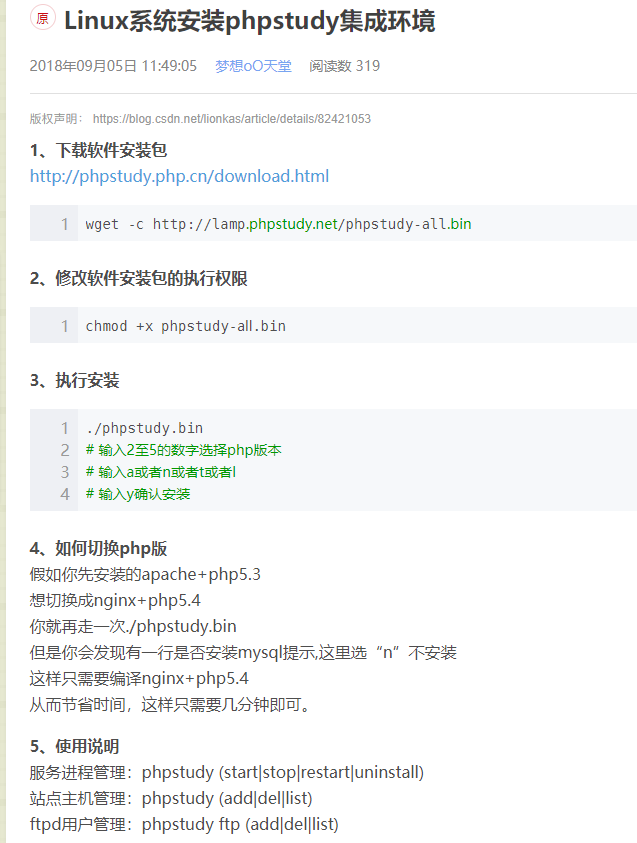 原 Linux系统安装phpstudy集成环境
2018年09月05日 11:49:05 梦想oO天堂 阅读数 319
版权声明： https://blog.csdn.net/lionkas/article/details/82421053
1、下载软件安装包
http://phpstudy.php.cn/download.html
1 wget -c http://lamp.phpstudy.net/phpstudy-all.bin
2、修改软件安装包的执行权限
1 chmod +x phpstudy-all.bin
3、执行安装
1 ./phpstudy.bin
2 # 输入2至5的数字选择php版本
3 # 输入a或者n或者t或者l
4 # 输入y确认安装
4、如何切换php版
假如你先安装的apache+php5.3
想切换成nginx+php5.4
你就再走一次./phpstudy.bin
但是你会发现有一行是否安装mysql提示,这里选“n”不安装
这样只需要编译nginx+php5.4
从而节省时间，这样只需要几分钟即可。
5、使用说明
服务进程管理：phpstudy (start|stop|restart|uninstall)
站点主机管理：phpstudy (add|del|list)
ftpd用户管理：phpstudy ftp (add|del|list)